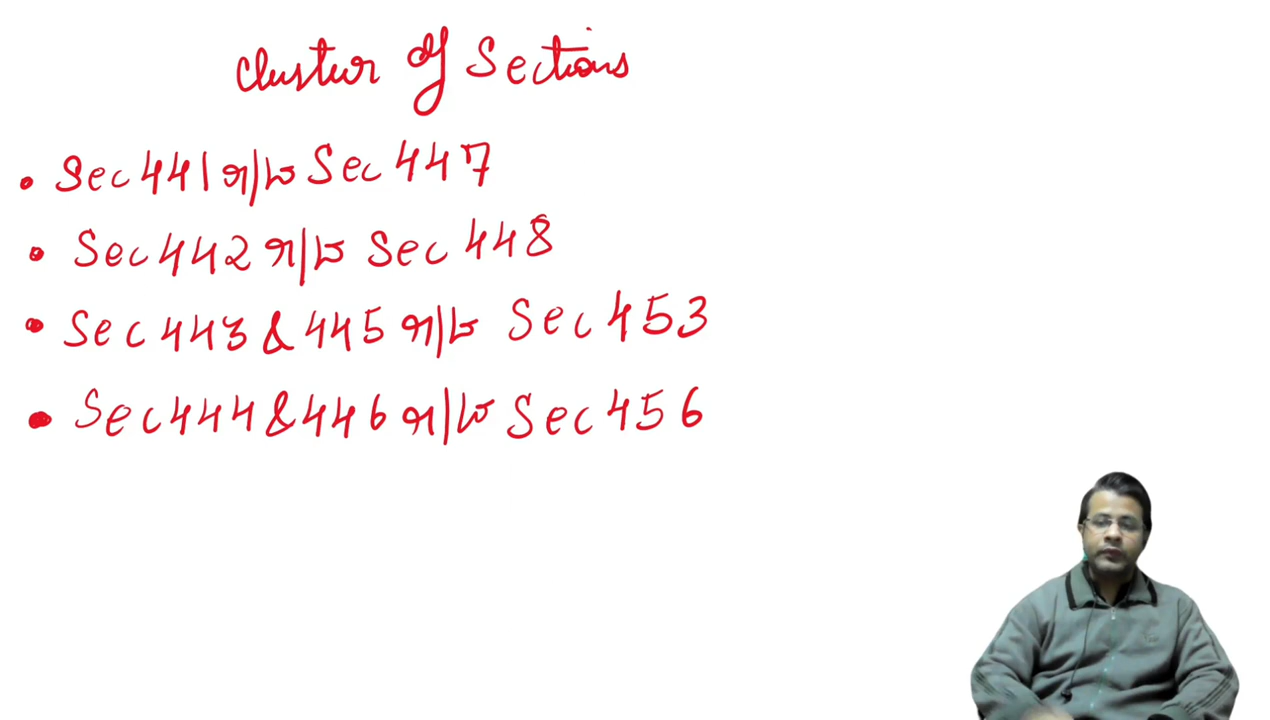 Cluster of Sections
• Sec 441 r/w Sec 447
• Sec 442 r/w Sec 448
• Sec 443 & 445 r/w Sec 453
• Sec 444 & 446 r/w Sec 456